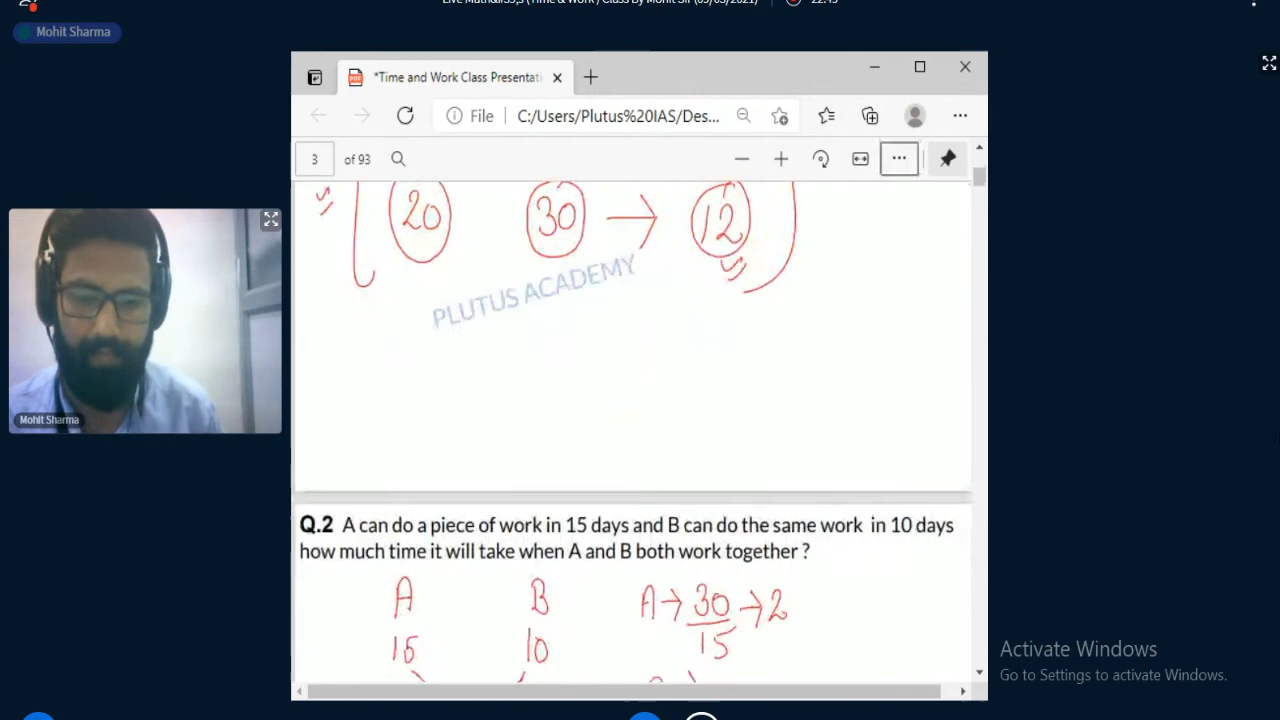 Mohit Sharma
*Time and Work Class Presentati
File C:/Users/Plutus%20IAS/Des...
3 of 93
20 30 → 12
PLUTUS ACADEMY
Mohit Sharma
Q.2 A can do a piece of work in 15 days and B can do the same work in 10 days
how much time it will take when A and B both work together ?
A B A → 30/15 → 2
15 10
Activate Windows
Go to Settings to activate Windows.